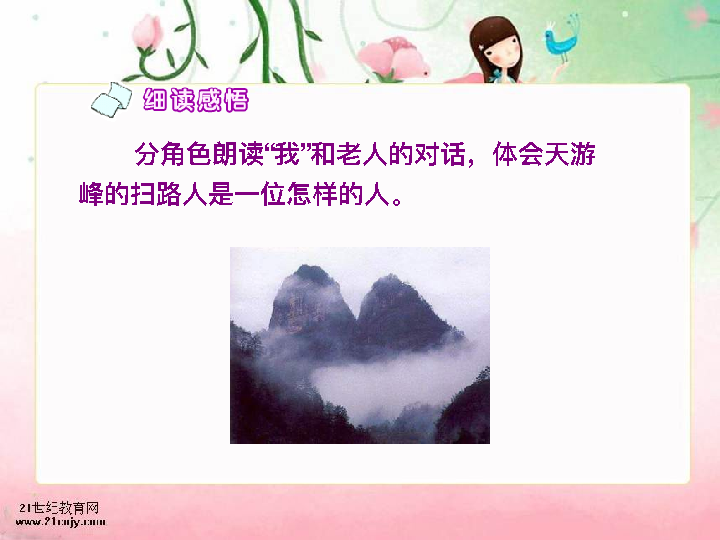 细读感悟
分角色朗读“我”和老人的对话，体会天游
峰的扫路人是一位怎样的人。
21世纪教育网
www.21cnjy.com